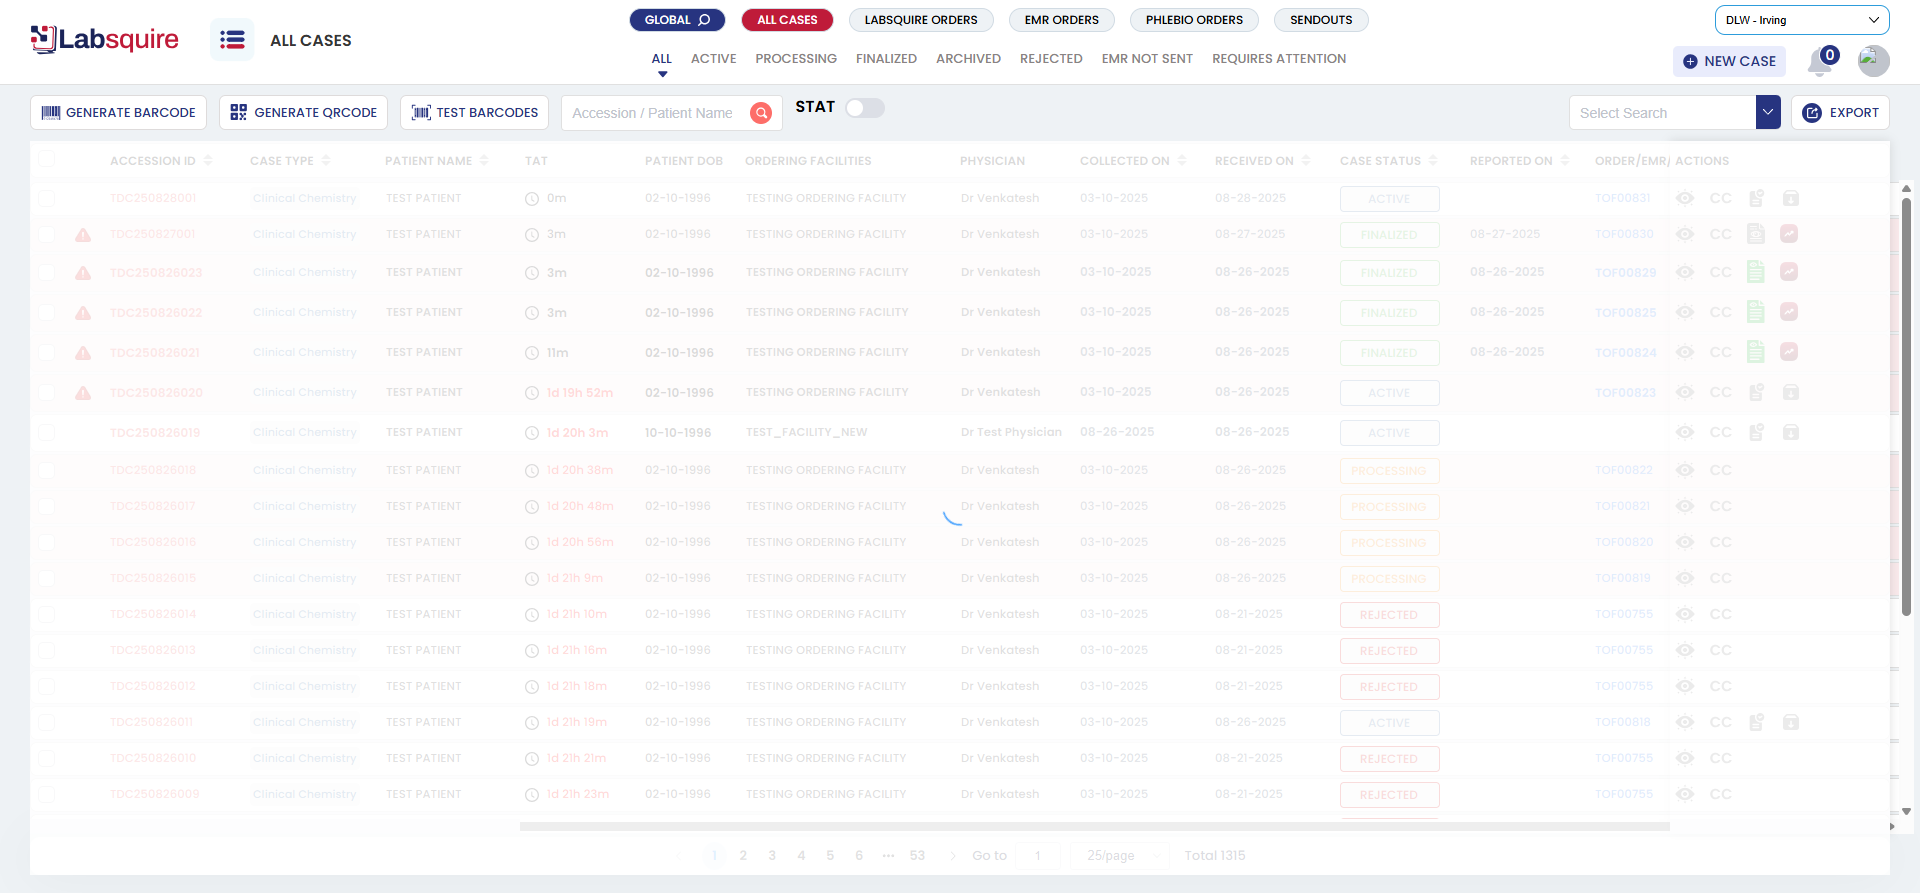 GLOBAL ALL CASES LABSQUIRE ORDERS EMR ORDERS PHLEBIO ORDERS SENDOUTS DLW - Irving
Labsquire ALL CASES
ALL ACTIVE PROCESSING FINALIZED ARCHIVED REJECTED EMR NOT SENT REQUIRES ATTENTION NEW CASE 0
GENERATE BARCODE GENERATE QRCODE TEST BARCODES Accession / Patient Name STAT Select Search EXPORT
ACCESSION ID CASE TYPE PATIENT NAME TAT PATIENT DOB ORDERING FACILITIES PHYSICIAN COLLECTED ON RECEIVED ON CASE STATUS REPORTED ON ORDER/EMR/ ACTIONS
TDC250828001 Clinical Chemistry TEST PATIENT 0m 02-10-1996 TESTING ORDERING FACILITY Dr Venkatesh 03-10-2025 08-28-2025 ACTIVE TOF00831 CC
TDC250827001 Clinical Chemistry TEST PATIENT 3m 02-10-1996 TESTING ORDERING FACILITY Dr Venkatesh 03-10-2025 08-27-2025 FINALIZED 08-27-2025 TOF00830 CC
TDC250826023 Clinical Chemistry TEST PATIENT 3m 02-10-1996 TESTING ORDERING FACILITY Dr Venkatesh 03-10-2025 08-26-2025 FINALIZED 08-26-2025 TOF00829 CC
TDC250826022 Clinical Chemistry TEST PATIENT 3m 02-10-1996 TESTING ORDERING FACILITY Dr Venkatesh 03-10-2025 08-26-2025 FINALIZED 08-26-2025 TOF00825 CC
TDC250826021 Clinical Chemistry TEST PATIENT 11m 02-10-1996 TESTING ORDERING FACILITY Dr Venkatesh 03-10-2025 08-26-2025 FINALIZED 08-26-2025 TOF00824 CC
TDC250826020 Clinical Chemistry TEST PATIENT 1d 19h 52m 02-10-1996 TESTING ORDERING FACILITY Dr Venkatesh 03-10-2025 08-26-2025 ACTIVE TOF00823 CC
TDC250826019 Clinical Chemistry TEST PATIENT 1d 20h 3m 10-10-1996 TEST_FACILITY_NEW Dr Test Physician 08-26-2025 08-26-2025 ACTIVE CC
TDC250826018 Clinical Chemistry TEST PATIENT 1d 20h 38m 02-10-1996 TESTING ORDERING FACILITY Dr Venkatesh 03-10-2025 08-26-2025 PROCESSING TOF00822 CC
TDC250826017 Clinical Chemistry TEST PATIENT 1d 20h 48m 02-10-1996 TESTING ORDERING FACILITY Dr Venkatesh 03-10-2025 08-26-2025 PROCESSING TOF00821 CC
TDC250826016 Clinical Chemistry TEST PATIENT 1d 20h 56m 02-10-1996 TESTING ORDERING FACILITY Dr Venkatesh 03-10-2025 08-26-2025 PROCESSING TOF00820 CC
TDC250826015 Clinical Chemistry TEST PATIENT 1d 21h 9m 02-10-1996 TESTING ORDERING FACILITY Dr Venkatesh 03-10-2025 08-26-2025 PROCESSING TOF00819 CC
TDC250826014 Clinical Chemistry TEST PATIENT 1d 21h 10m 02-10-1996 TESTING ORDERING FACILITY Dr Venkatesh 03-10-2025 08-21-2025 REJECTED TOF00755 CC
TDC250826013 Clinical Chemistry TEST PATIENT 1d 21h 16m 02-10-1996 TESTING ORDERING FACILITY Dr Venkatesh 03-10-2025 08-21-2025 REJECTED TOF00755 CC
TDC250826012 Clinical Chemistry TEST PATIENT 1d 21h 18m 02-10-1996 TESTING ORDERING FACILITY Dr Venkatesh 03-10-2025 08-21-2025 REJECTED TOF00755 CC
TDC250826011 Clinical Chemistry TEST PATIENT 1d 21h 19m 02-10-1996 TESTING ORDERING FACILITY Dr Venkatesh 03-10-2025 08-26-2025 ACTIVE TOF00818 CC
TDC250826010 Clinical Chemistry TEST PATIENT 1d 21h 21m 02-10-1996 TESTING ORDERING FACILITY Dr Venkatesh 03-10-2025 08-21-2025 REJECTED TOF00755 CC
TDC250826009 Clinical Chemistry TEST PATIENT 1d 21h 23m 02-10-1996 TESTING ORDERING FACILITY Dr Venkatesh 03-10-2025 08-21-2025 REJECTED TOF00755 CC
1 2 3 4 5 6 ••• 53 Go to 1 25/page Total 1315